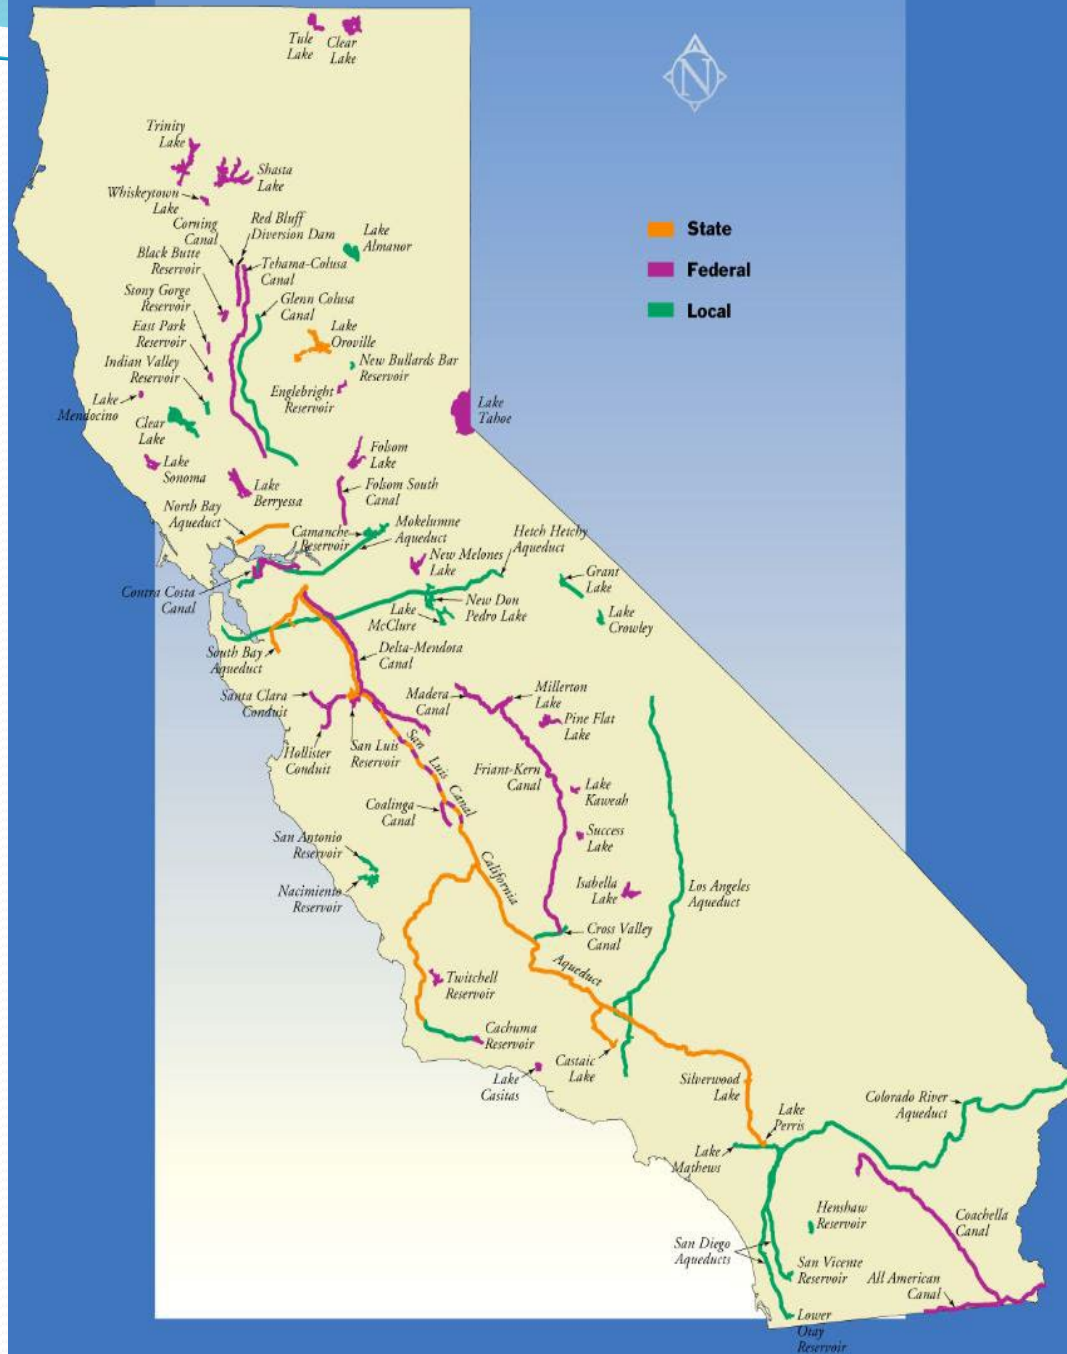 Tule
Lake
Clear
Lake
N
Trinity
Lake
Shasta
Lake
Whiskeytown
Lake
Corning
Canal
Red Bluff
Diversion Dam
Lake
Almanor
State
Federal
Local
Black Butte
Reservoir
Tehama-Colusa
Canal
Stony Gorge
Reservoir
Glenn Colusa
Canal
East Park
Reservoir
Lake
Oroville
Indian Valley
Reservoir
New Bullards Bar
Reservoir
Englebright
Reservoir
Lake
Mendocino
Lake
Tahoe
Clear
Lake
Lake
Sonoma
Folsom
Lake
Lake
Berryessa
Folsom South
Canal
North Bay
Aqueduct
Camanche
Reservoir
Mokelumne
Aqueduct
Hetch Hetchy
Aqueduct
New Melones
Lake
Grant
Lake
Contra Costa
Canal
New Don
Pedro Lake
Lake
McClure
Lake
Crowley
South Bay
Aqueduct
Delta-Mendota
Canal
Santa Clara
Conduit
Madera
Canal
Millerton
Lake
Pine Flat
Lake
Hollister
Conduit
San Luis
Reservoir
San Luis Canal
Friant-Kern
Canal
Lake
Kaweah
Coalinga
Canal
Success
Lake
San Antonio
Reservoir
California Aqueduct
Nacimiento
Reservoir
Isabella
Lake
Los Angeles
Aqueduct
Cross Valley
Canal
Twitchell
Reservoir
Cachuma
Reservoir
Castaic
Lake
Lake
Casitas
Silverwood
Lake
Colorado River
Aqueduct
Lake
Perris
Lake
Mathews
Henshaw
Reservoir
Coachella
Canal
San Diego
Aqueducts
San Vicente
Reservoir
All American
Canal
Lower
Otay
Reservoir